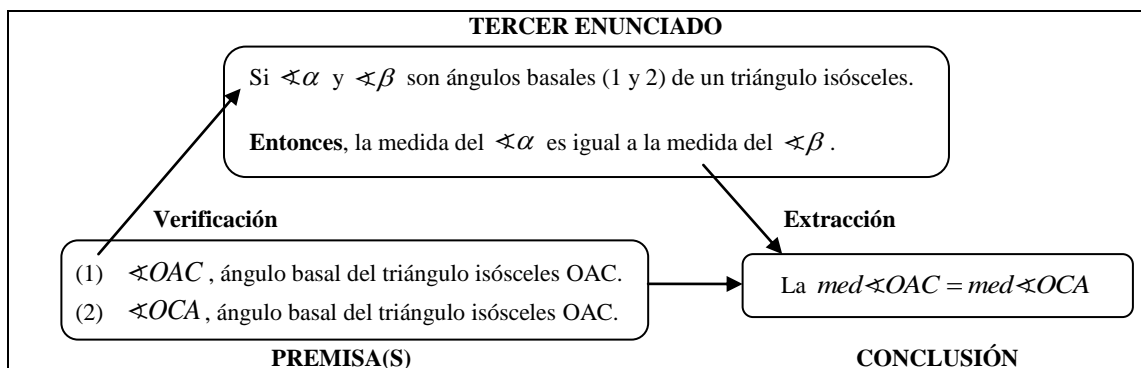 TERCER ENUNCIADO
Si ∢α y ∢β son ángulos basales (1 y 2) de un triángulo isósceles.
Entonces, la medida del ∢α es igual a la medida del ∢β.
Verificación
Extracción
(1) ∢OAC, ángulo basal del triángulo isósceles OAC.
(2) ∢OCA, ángulo basal del triángulo isósceles OAC.
La med∢OAC = med∢OCA
PREMISA(S)
CONCLUSIÓN